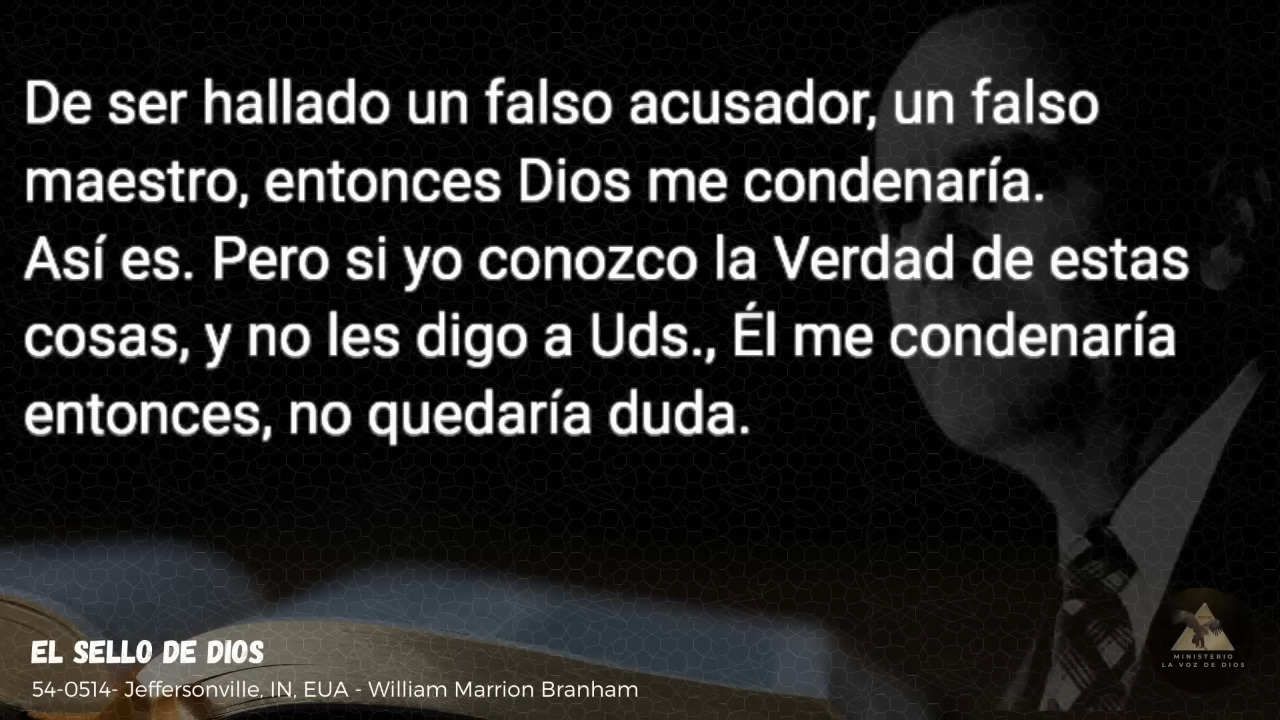 De ser hallado un falso acusador, un falso
maestro, entonces Dios me condenaría.
Así es. Pero si yo conozco la Verdad de estas
cosas, y no les digo a Uds., Él me condenaría
entonces, no quedaría duda.
EL SELLO DE DIOS
54-0514- Jeffersonville, IN, EUA - William Marrion Branham
MINISTERIO
LA VOZ DE DIOS